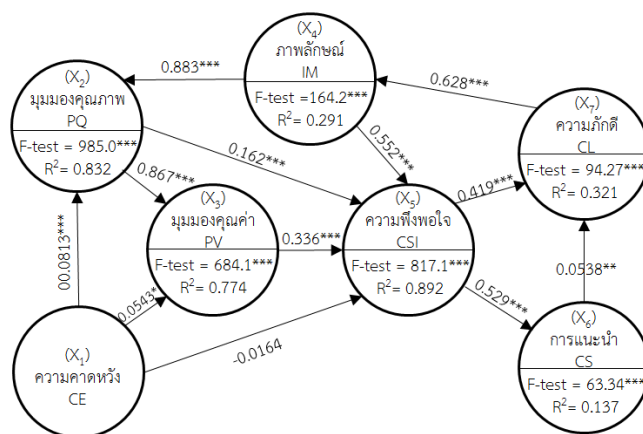 (X4)
ภาพลักษณ์
IM
F-test =164.2***
R2= 0.291
0.883***
0.628***
(X2)
มุมมองคุณภาพ
PQ
F-test = 985.0***
R2= 0.832
(X7)
ความภักดี
CL
F-test = 94.27***
R2= 0.321
0.552***
0.162***
0.867***
0.419***
(X3)
มุมมองคุณค่า
PV
F-test = 684.1***
R2= 0.774
0.336***
(X5)
ความพึงพอใจ
CSI
F-test = 817.1***
R2= 0.892
00.0813***
0.0543*
0.0538**
0.529***
-0.0164
(X1)
ความคาดหวัง
CE
(X6)
การแนะนำ
CS
F-test = 63.34***
R2= 0.137